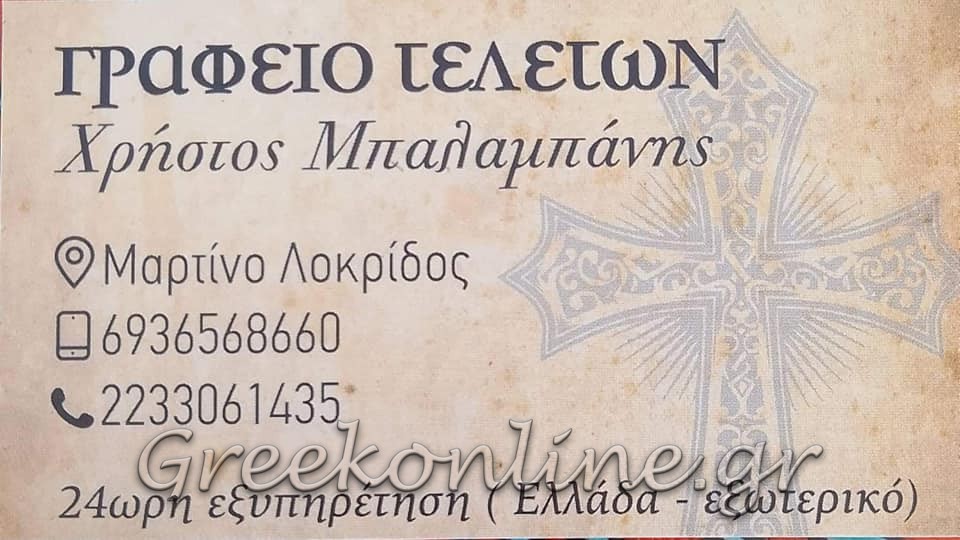 ΓΡΑΦΕΙΟ ΤΕΛΕΤΩΝ
Χρήστος Μπαλαμπάνης
Μαρτίνο Λοκρίδος
6936568660
2233061435
Greekonline.gr
24ωρη εξυπηρέτηση ( Ελλάδα - εξωτερικό)